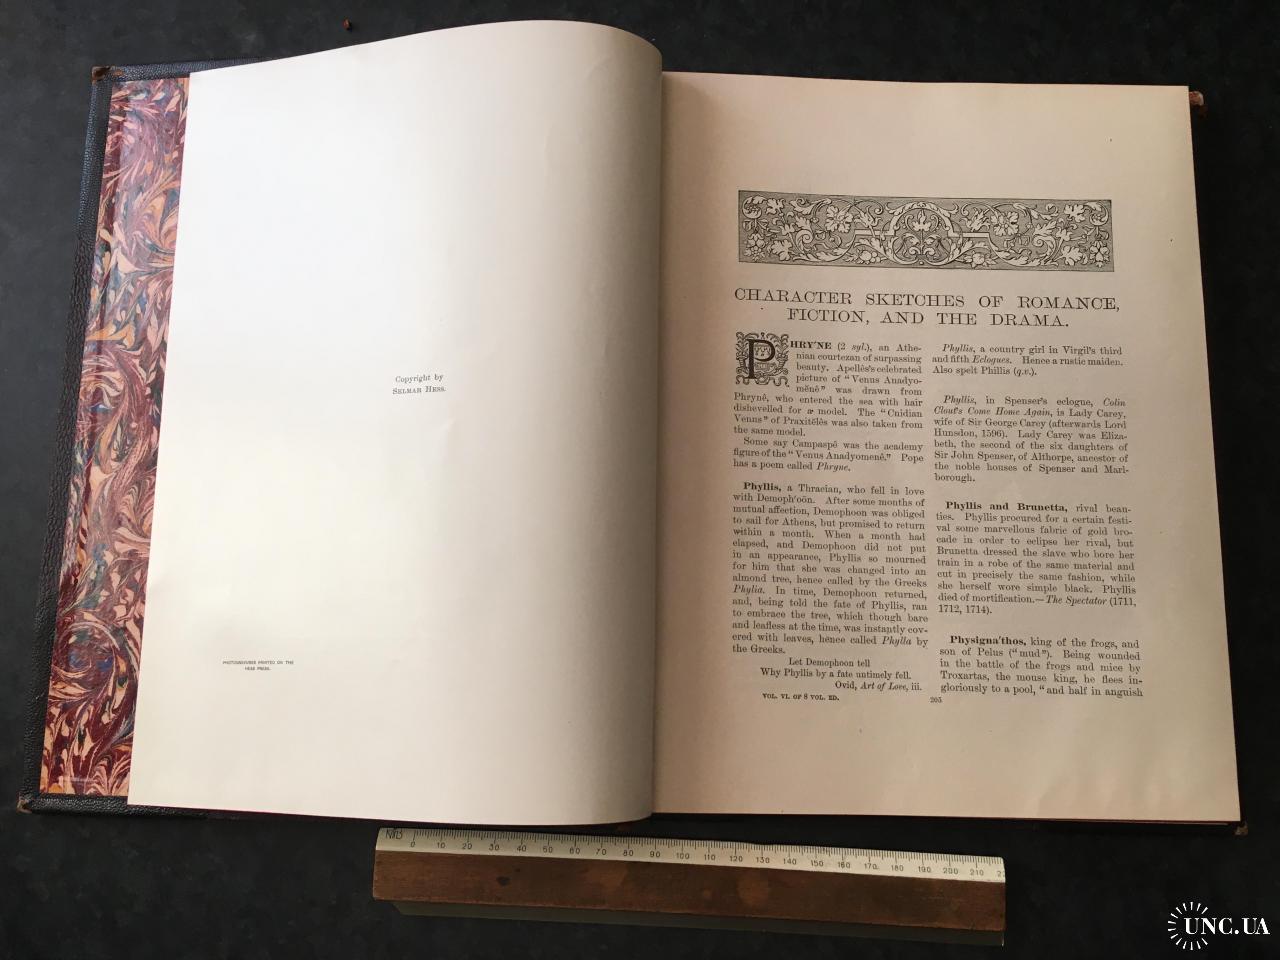 Copyright by
SELMAR HESS.
PHOTOGRAVURES PRINTED ON THE
HESS PRESS.
CHARACTER SKETCHES OF ROMANCE,
FICTION, AND THE DRAMA.
PHRY'NE (2 syl.), an Athe-
nian courtezan of surpassing
beauty. Apellês's celebrated
picture of "Venus Anadyo-
mênê" was drawn from
Phrynê, who entered the sea with hair
dishevelled for a model. The "Cnidian
Venus" of Praxitêlês was also taken from
the same model.
Some say Campaspê was the academy
figure of the "Venus Anadyomenê." Pope
has a poem called Phryne.
Phyllis, a Thracian, who fell in love
with Demoph'oön. After some months of
mutual affection, Demophoon was obliged
to sail for Athens, but promised to return
within a month. When a month had
elapsed, and Demophoon did not put
in an appearance, Phyllis so mourned
for him that she was changed into an
almond tree, hence called by the Greeks
Phylia. In time, Demophoon returned,
and, being told the fate of Phyllis, ran
to embrace the tree, which though bare
and leafless at the time, was instantly cov-
ered with leaves, hence called Phylla by
the Greeks.
Let Demophoon tell
Why Phyllis by a fate untimely fell.
Ovid, Art of Love, iii.
VOL. VI. OF 8 VOL. ED.
Phyllis, a country girl in Virgil's third
and fifth Eclogues. Hence a rustic maiden.
Also spelt Phillis (q.v.).
Phyllis, in Spenser's eclogue, Colin
Clout's Come Home Again, is Lady Carey,
wife of Sir George Carey (afterwards Lord
Hunsdon, 1596). Lady Carey was Eliza-
beth, the second of the six daughters of
Sir John Spenser, of Althorpe, ancestor of
the noble houses of Spenser and Marl-
borough.
Phyllis and Brunetta, rival beau-
ties. Phyllis procured for a certain festi-
val some marvellous fabric of gold bro-
cade in order to eclipse her rival, but
Brunetta dressed the slave who bore her
train in a robe of the same material and
cut in precisely the same fashion, while
she herself wore simple black. Phyllis
died of mortification.—The Spectator (1711,
1712, 1714).
Physigna'thos, king of the frogs, and
son of Pelus ("mud"). Being wounded
in the battle of the frogs and mice by
Troxartas, the mouse king, he flees in-
gloriously to a pool, "and half in anguish
205
0 10 20 30 40 50 60 70 80 90 100 110 120 130 140 150 160 170 180 190 200 210
UNC.UA